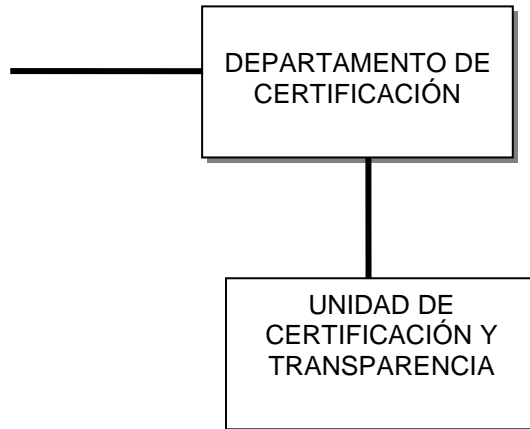 DEPARTAMENTO DE
CERTIFICACIÓN
UNIDAD DE
CERTIFICACIÓN Y
TRANSPARENCIA